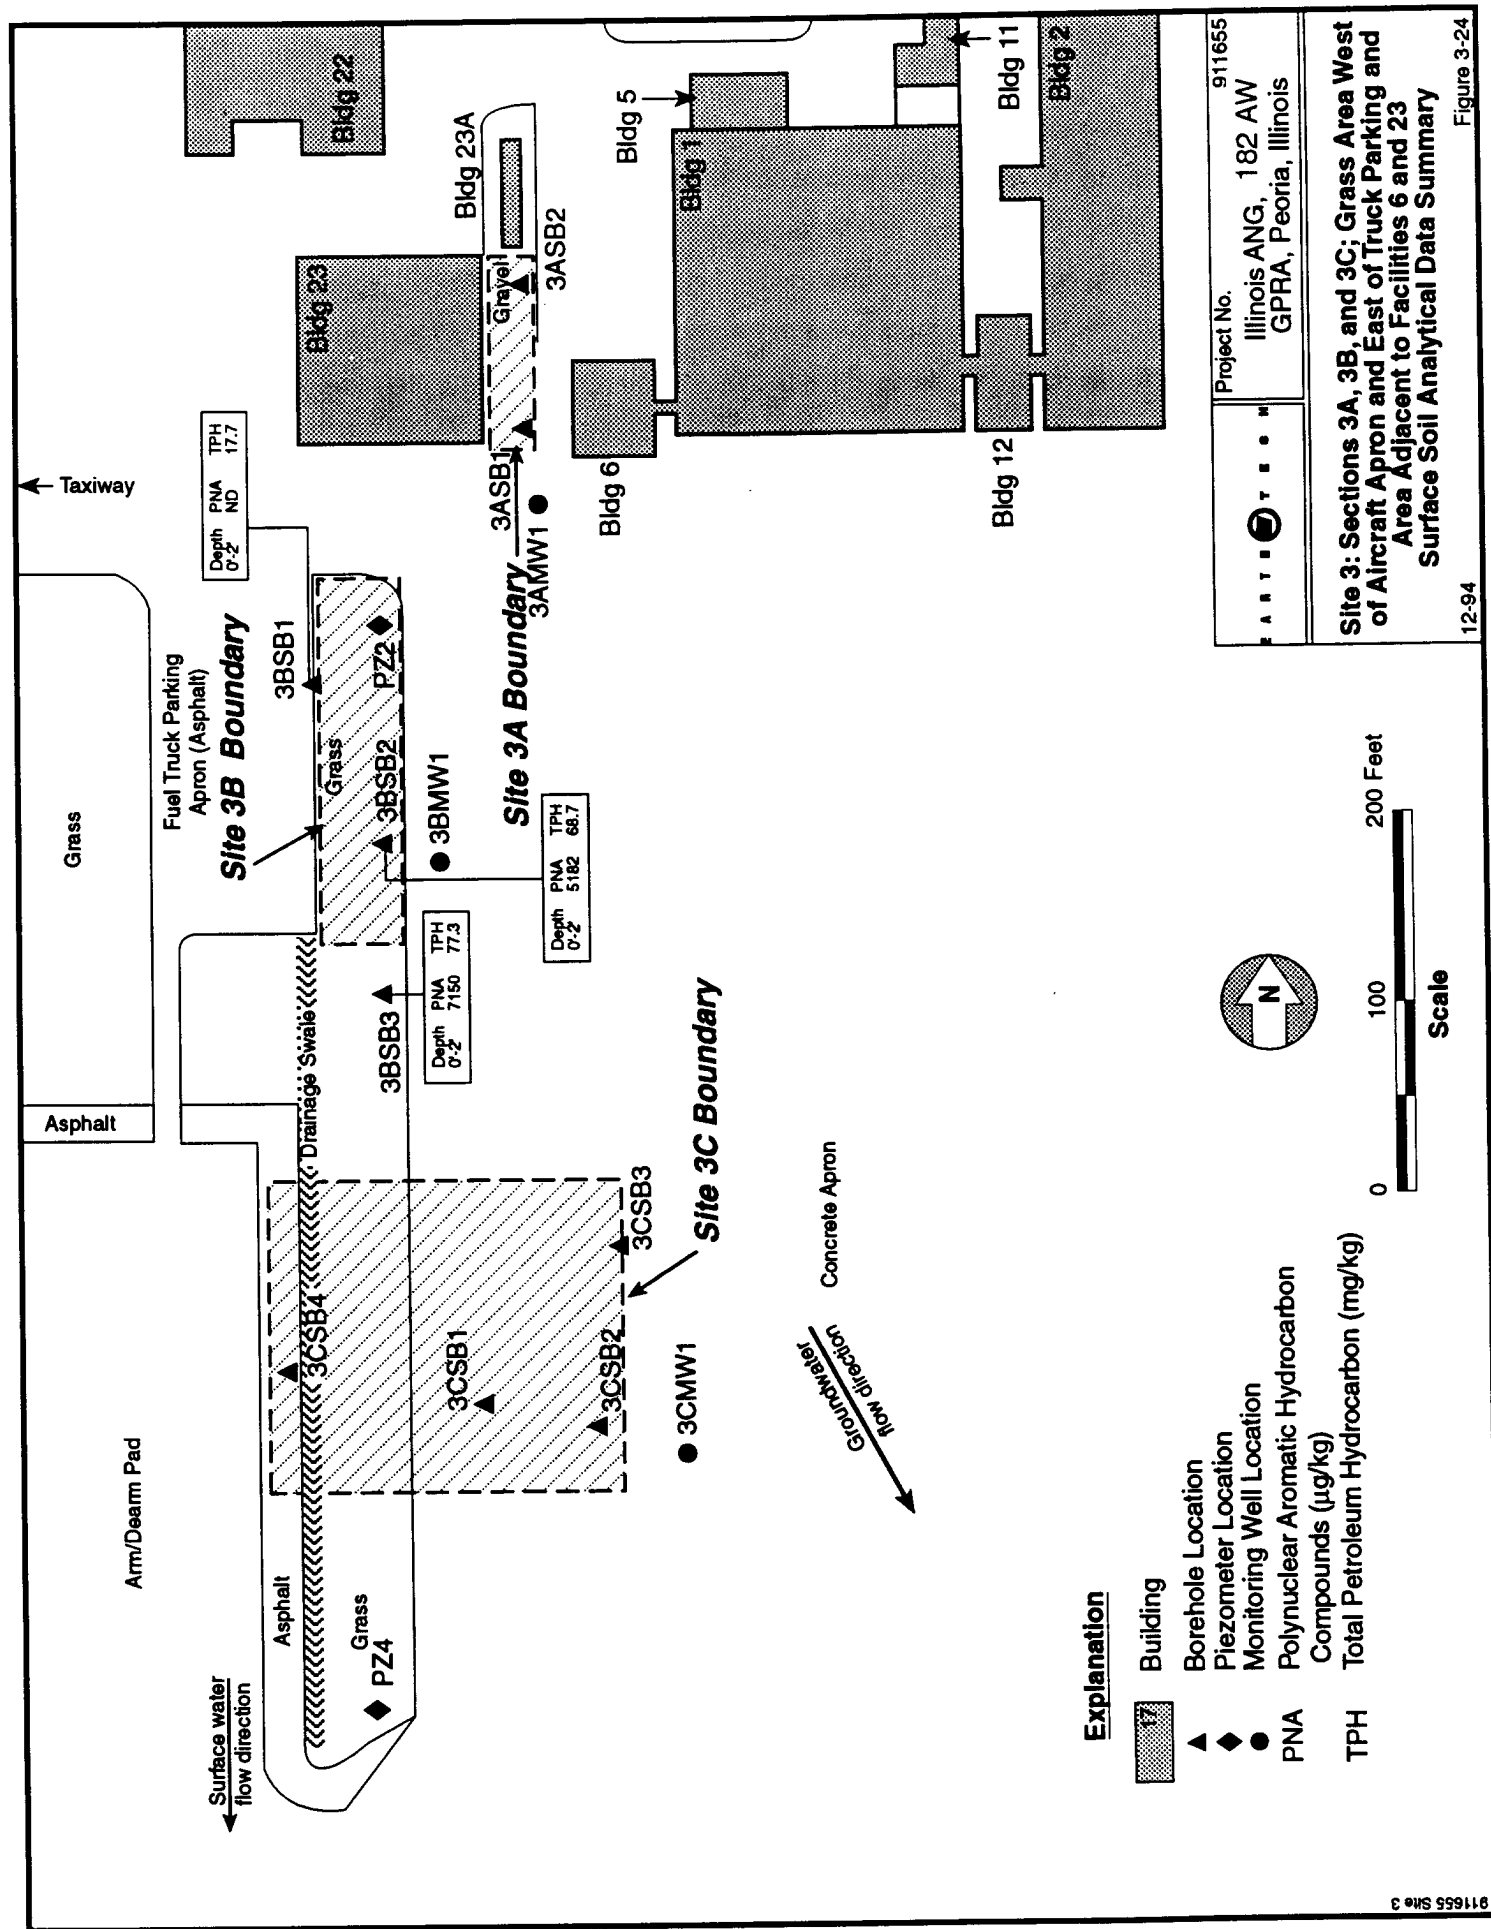 Surface water
flow direction
Arm/Dearm Pad
Asphalt
Grass
Taxiway
Fuel Truck Parking
Apron (Asphalt)
Site 3B Boundary
Bldg 22
Asphalt
Grass
PZ4
Drainage Swale
3CSB4
3CSB1
3CSB2
3CSB3
3CMW1
Site 3C Boundary
3BSB3
Depth PNA TPH
0'-2' 7150 77.3
3BSB1
Depth PNA TPH
0'-2' ND 17.7
Grass
PZ2
3BSB2
3BMW1
Depth PNA TPH
0'-2' 5182 68.7
Site 3A Boundary
3AMW1
3ASB1
Bldg 23
Gravel
3ASB2
Bldg 23A
Bldg 6
Bldg 5
Bldg 1
Bldg 12
Bldg 11
Bldg 2
Concrete Apron
Groundwater
flow direction
Explanation
17 Building
Borehole Location
Piezometer Location
Monitoring Well Location
PNA Polynuclear Aromatic Hydrocarbon
Compounds (µg/kg)
TPH Total Petroleum Hydrocarbon (mg/kg)
N
0 100 200 Feet
Scale
EARTH TECH
Project No. 911655
Illinois ANG, 182 AW
GPRA, Peoria, Illinois
Site 3: Sections 3A, 3B, and 3C; Grass Area West
of Aircraft Apron and East of Truck Parking and
Area Adjacent to Facilities 6 and 23
Surface Soil Analytical Data Summary
12-94 Figure 3-24
911655 Site 3